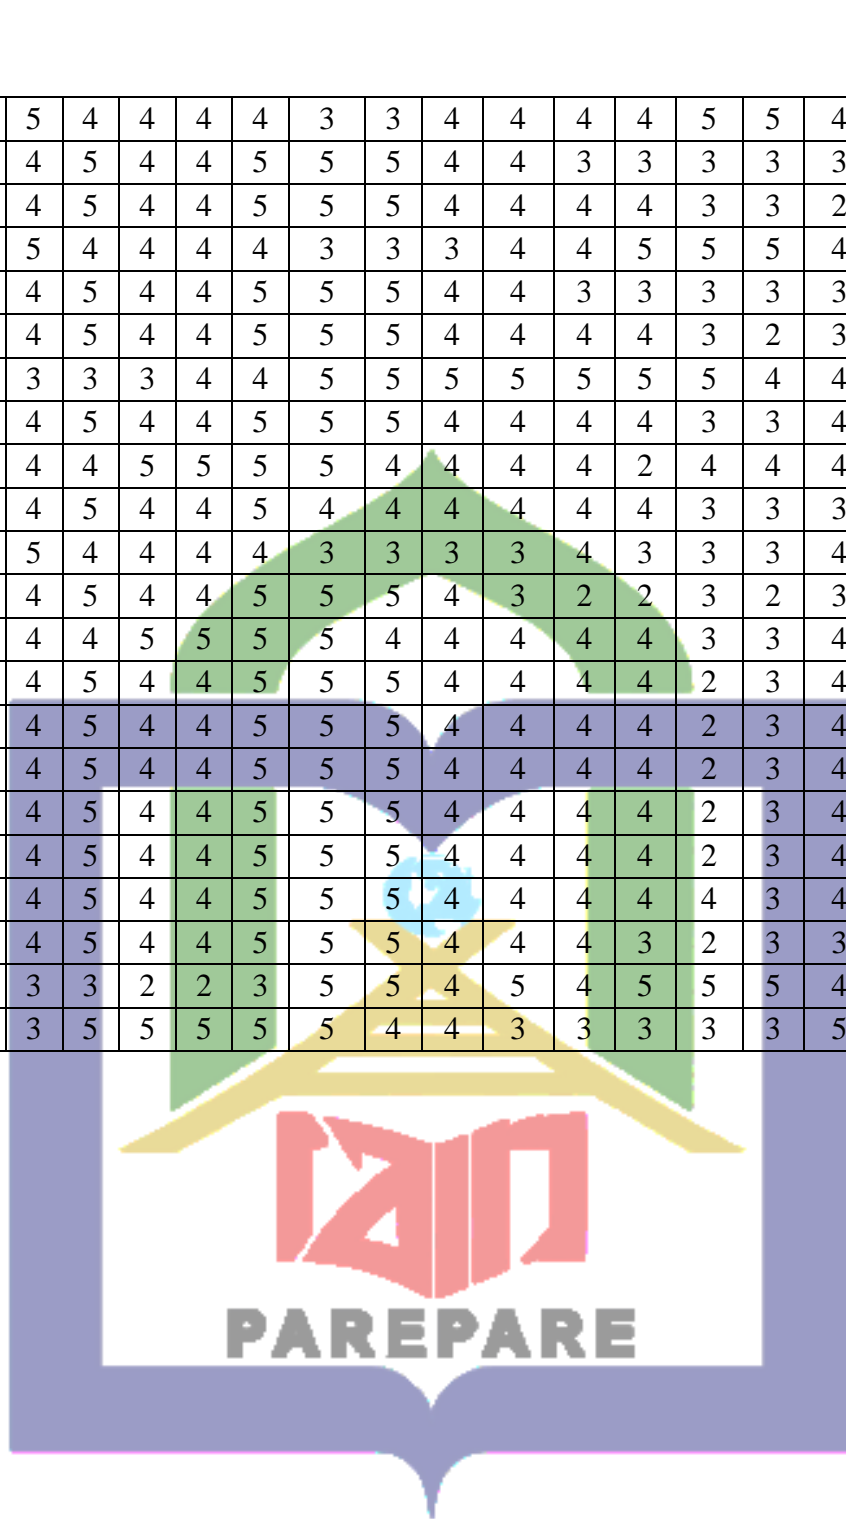 5 4 4 4 4 3 3 4 4 4 4 5 5 4
4 5 4 4 5 5 5 4 4 3 3 3 3 3
4 5 4 4 5 5 5 4 4 4 4 3 3 2
5 4 4 4 4 3 3 3 4 4 5 5 5 4
4 5 4 4 5 5 5 4 4 3 3 3 3 3
4 5 4 4 5 5 5 4 4 4 4 3 2 3
3 3 3 4 4 5 5 5 5 5 5 5 4 4
4 5 4 4 5 5 5 4 4 4 4 3 3 4
4 4 5 5 5 5 4 4 4 4 2 4 4 4
4 5 4 4 5 4 4 4 4 4 4 3 3 3
5 4 4 4 4 3 3 3 3 4 3 3 3 4
4 5 4 4 5 5 5 4 3 2 2 3 2 3
4 4 5 5 5 5 4 4 4 4 4 3 3 4
4 5 4 4 5 5 5 4 4 4 4 2 3 4
4 5 4 4 5 5 5 4 4 4 4 2 3 4
4 5 4 4 5 5 5 4 4 4 4 2 3 4
4 5 4 4 5 5 5 4 4 4 4 2 3 4
4 5 4 4 5 5 5 4 4 4 4 2 3 4
4 5 4 4 5 5 5 4 4 4 4 4 3 4
4 5 4 4 5 5 5 4 4 4 3 2 3 3
3 3 2 2 3 5 5 4 5 4 5 5 5 4
3 5 5 5 5 5 4 4 3 3 3 3 3 5
IAIN
PAREPARE